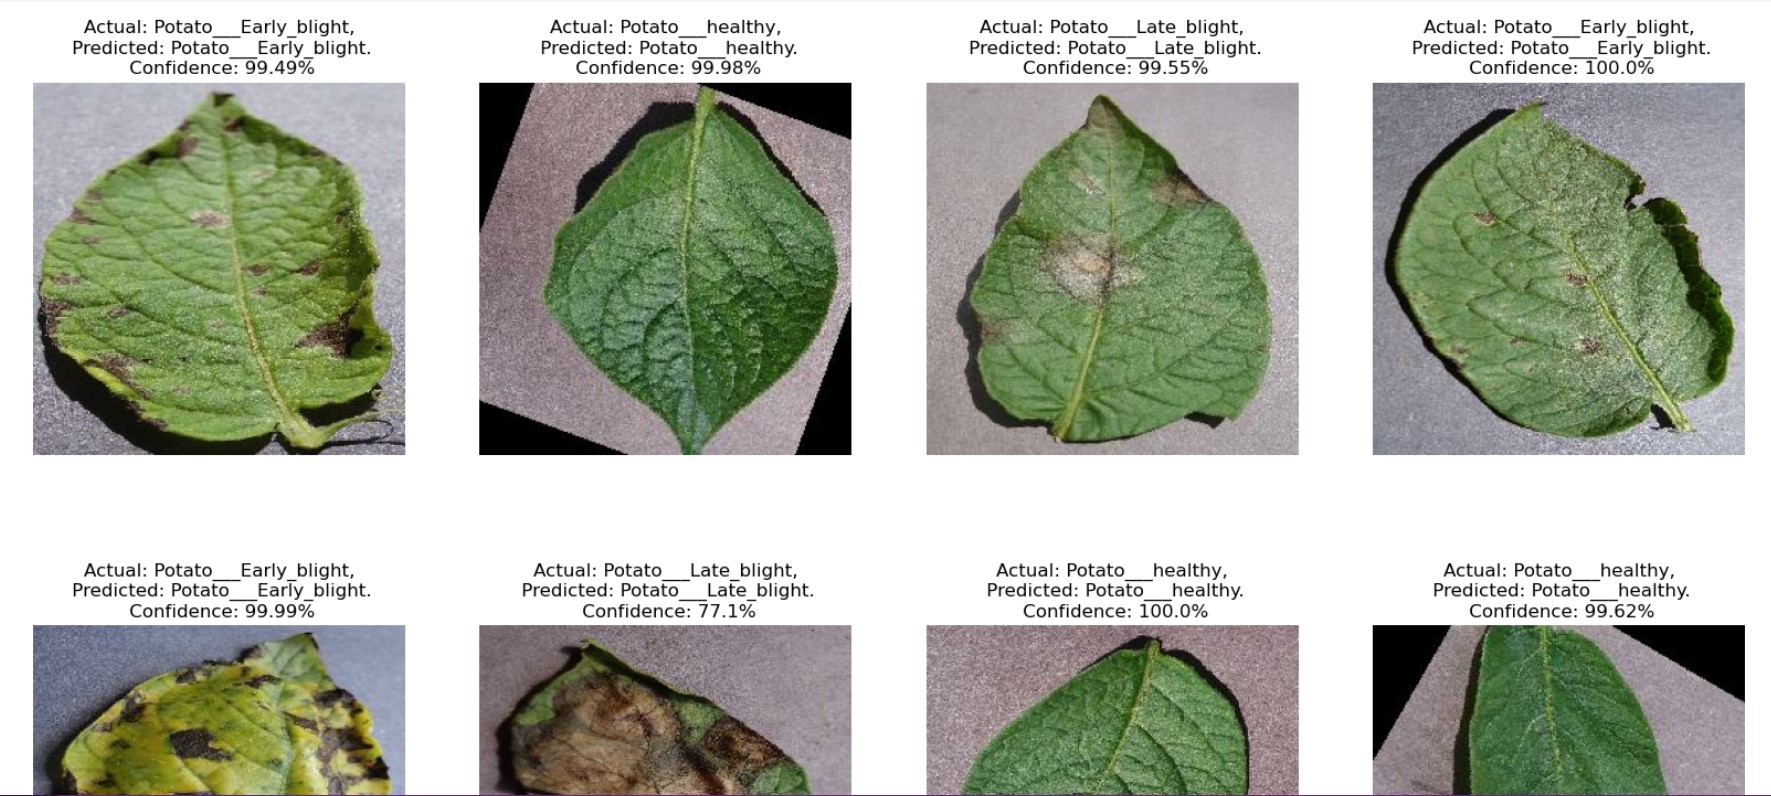 Actual: Potato___Early_blight,
Predicted: Potato___Early_blight.
Confidence: 99.49%
Actual: Potato___healthy,
Predicted: Potato___healthy.
Confidence: 99.98%
Actual: Potato___Late_blight,
Predicted: Potato___Late_blight.
Confidence: 99.55%
Actual: Potato___Early_blight,
Predicted: Potato___Early_blight.
Confidence: 100.0%
Actual: Potato___Early_blight,
Predicted: Potato___Early_blight.
Confidence: 99.99%
Actual: Potato___Late_blight,
Predicted: Potato___Late_blight.
Confidence: 77.1%
Actual: Potato___healthy,
Predicted: Potato___healthy.
Confidence: 100.0%
Actual: Potato___healthy,
Predicted: Potato___healthy.
Confidence: 99.62%